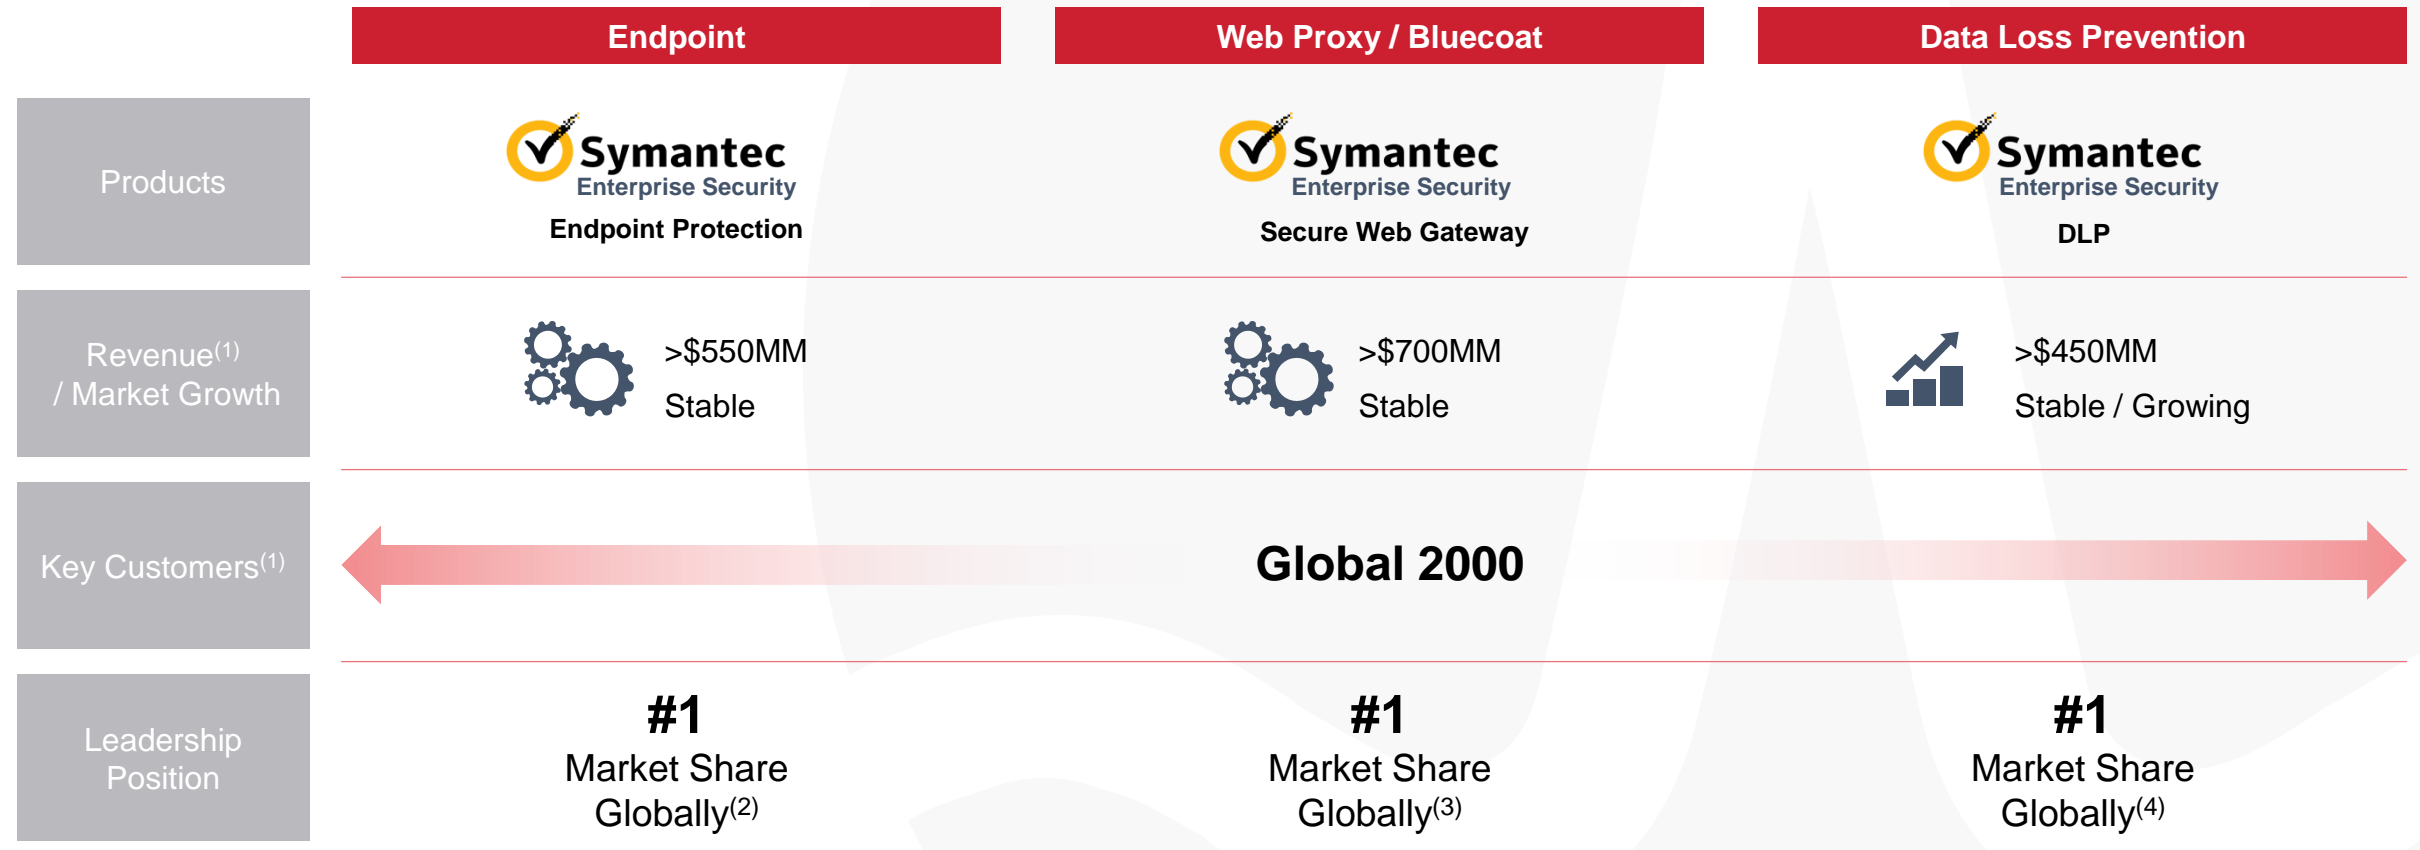 Endpoint
Web Proxy / Bluecoat
Data Loss Prevention
Products
Symantec
Enterprise Security
Endpoint Protection
Symantec
Enterprise Security
Secure Web Gateway
Symantec
Enterprise Security
DLP
Revenue(1)
/ Market Growth
>$550MM
Stable
>$700MM
Stable
>$450MM
Stable / Growing
Key Customers(1)
Global 2000
Leadership
Position
#1
Market Share
Globally(2)
#1
Market Share
Globally(3)
#1
Market Share
Globally(4)